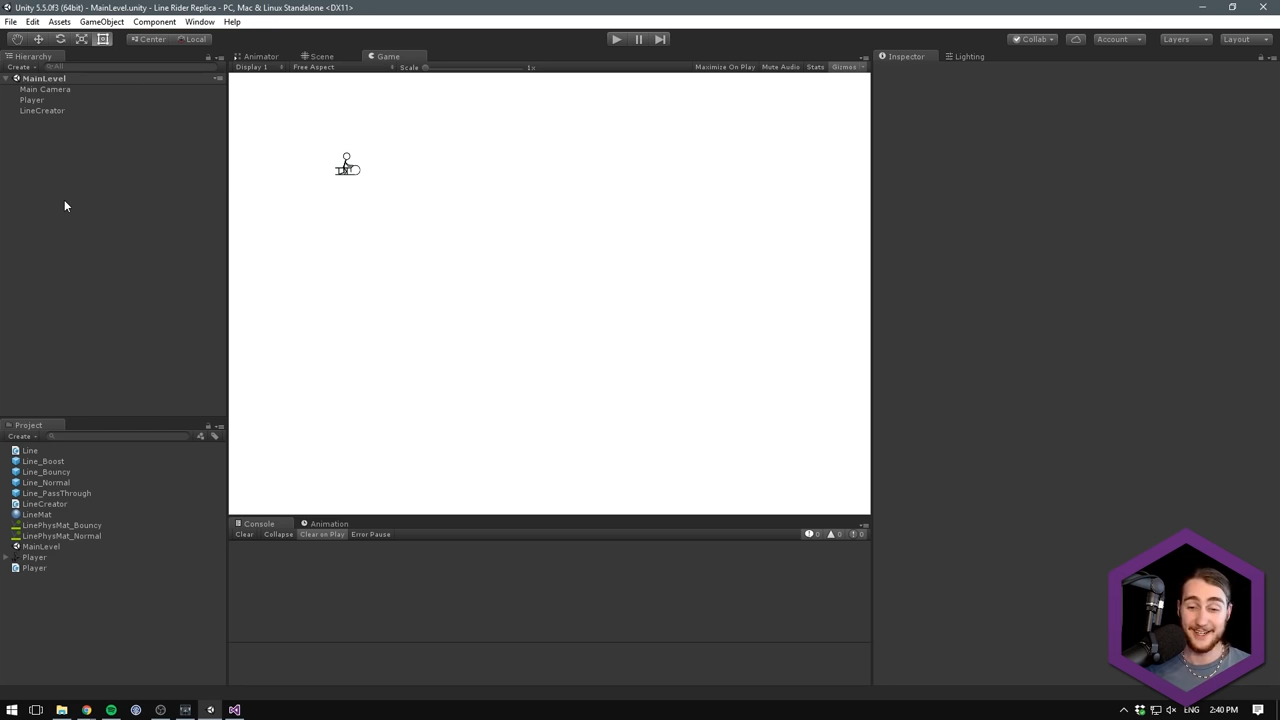 Unity 5.5.0f3 (64bit) - MainLevel.unity - Line Rider Replica - PC, Mac & Linux Standalone <DX11>
File Edit Assets GameObject Component Window Help
Center Local Collab Account Layers Layout
Hierarchy Animator Scene Game Inspector Lighting
Create All Display 1 Free Aspect Scale 1x Maximize On Play Mute Audio Stats Gizmos
MainLevel
Main Camera
Player
LineCreator
Project
Create
Line
Line_Boost
Line_Bouncy
Line_Normal
Line_PassThrough
LineCreator
LineMat
LinePhysMat_Bouncy
LinePhysMat_Normal
MainLevel
Player
Player
Console Animation
Clear Collapse Clear on Play Error Pause 0 0 0
ENG 2:40 PM